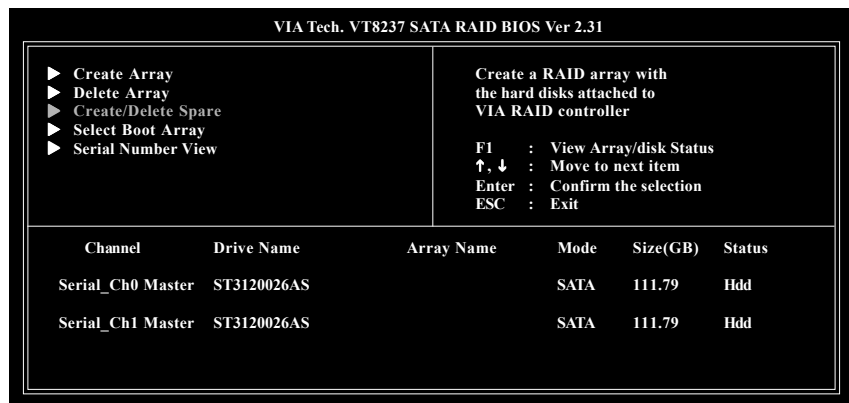 VIA Tech. VT8237 SATA RAID BIOS Ver 2.31
Create Array
Delete Array
Create/Delete Spare
Select Boot Array
Serial Number View
Create a RAID array with
the hard disks attached to
VIA RAID controller
F1 : View Array/disk Status
↑, ↓ : Move to next item
Enter : Confirm the selection
ESC : Exit
Channel Drive Name Array Name Mode Size(GB) Status
Serial_Ch0 Master ST3120026AS SATA 111.79 Hdd
Serial_Ch1 Master ST3120026AS SATA 111.79 Hdd